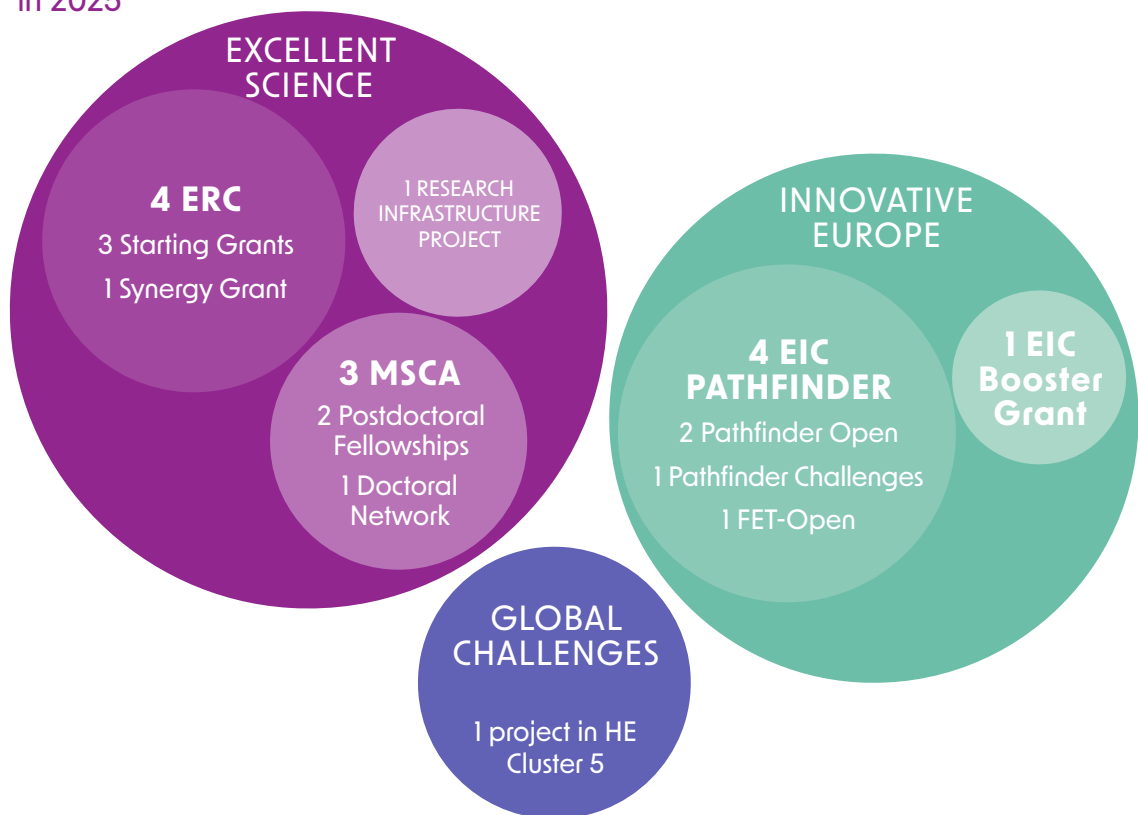 in 2025
EXCELLENT
SCIENCE
4 ERC
3 Starting Grants
1 Synergy Grant
1 RESEARCH
INFRASTRUCTURE
PROJECT
3 MSCA
2 Postdoctoral
Fellowships
1 Doctoral
Network
INNOVATIVE
EUROPE
4 EIC
PATHFINDER
2 Pathfinder Open
1 Pathfinder Challenges
1 FET-Open
1 EIC
Booster
Grant
GLOBAL
CHALLENGES
1 project in HE
Cluster 5